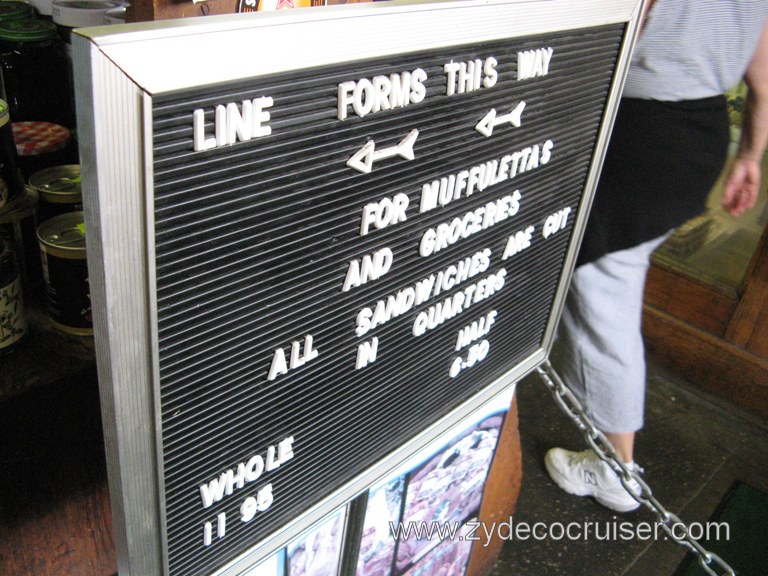 LINE FORMS THIS WAY
FOR MUFFULETTAS
AND GROCERIES
ALL SANDWICHES ARE CUT
IN QUARTERS
HALF
6.50
WHOLE
11 95
N
www.zydecocruiser.com